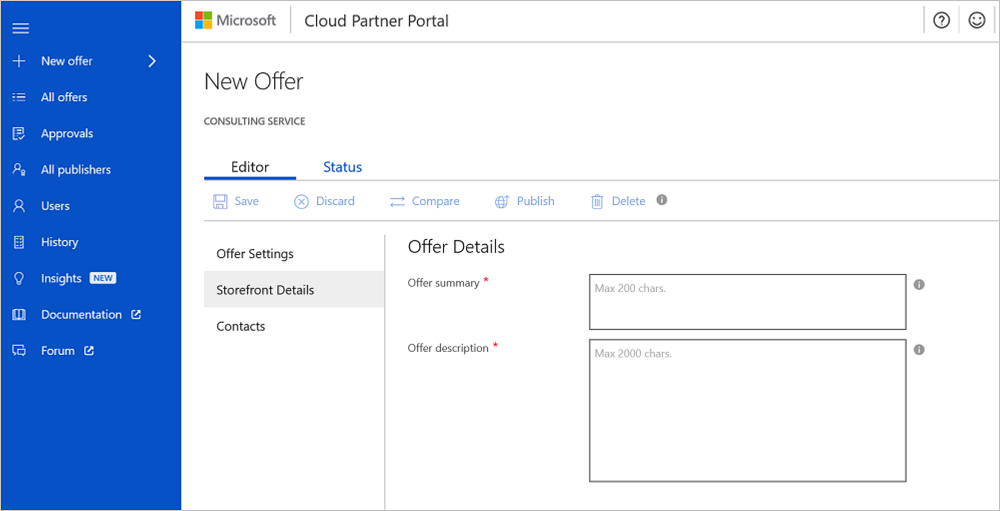 Microsoft Cloud Partner Portal
New offer
All offers
Approvals
All publishers
Users
History
Insights NEW
Documentation
Forum
New Offer
CONSULTING SERVICE
Editor Status
Save Discard Compare Publish Delete
Offer Settings
Storefront Details
Contacts
Offer Details
Offer summary *
Max 200 chars.
Offer description *
Max 2000 chars.